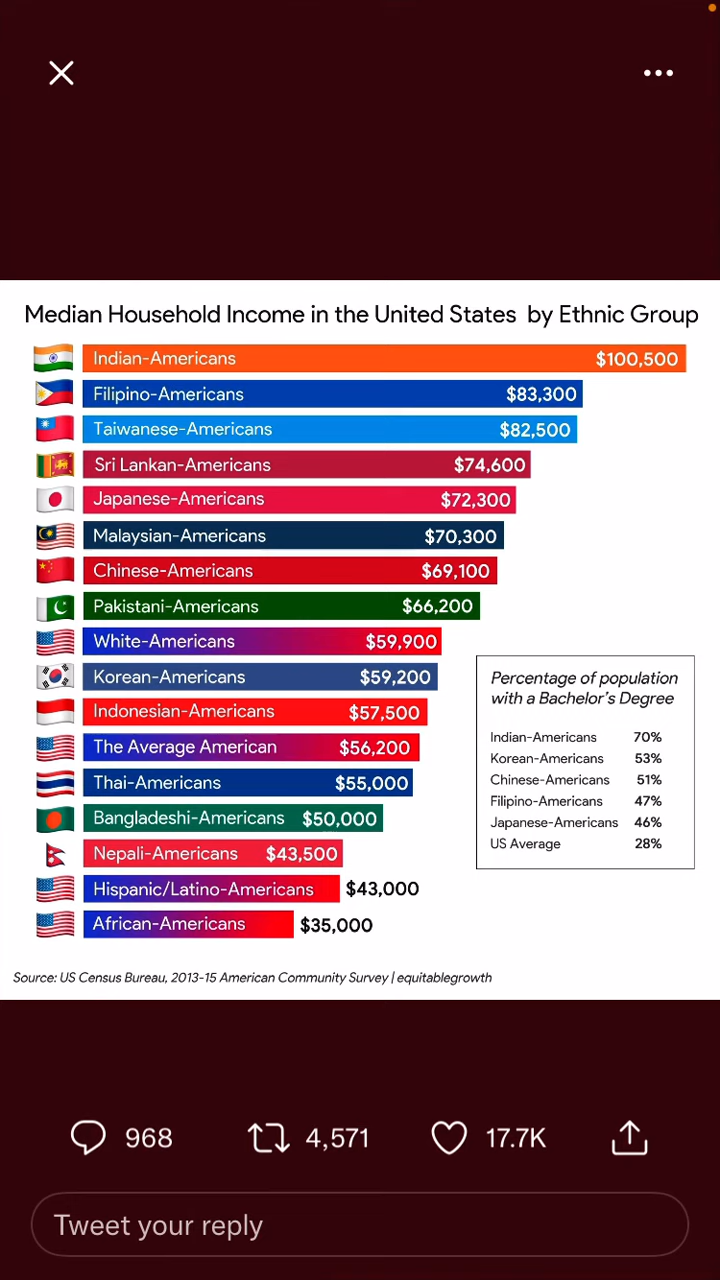 Median Household Income in the United States by Ethnic Group
Indian-Americans $100,500
Filipino-Americans $83,300
Taiwanese-Americans $82,500
Sri Lankan-Americans $74,600
Japanese-Americans $72,300
Malaysian-Americans $70,300
Chinese-Americans $69,100
Pakistani-Americans $66,200
White-Americans $59,900
Korean-Americans $59,200
Indonesian-Americans $57,500
The Average American $56,200
Thai-Americans $55,000
Bangladeshi-Americans $50,000
Nepali-Americans $43,500
Hispanic/Latino-Americans $43,000
African-Americans $35,000
Percentage of population
with a Bachelor's Degree
Indian-Americans 70%
Korean-Americans 53%
Chinese-Americans 51%
Filipino-Americans 47%
Japanese-Americans 46%
US Average 28%
Source: US Census Bureau, 2013-15 American Community Survey | equitablegrowth
968 4,571 17.7K
Tweet your reply